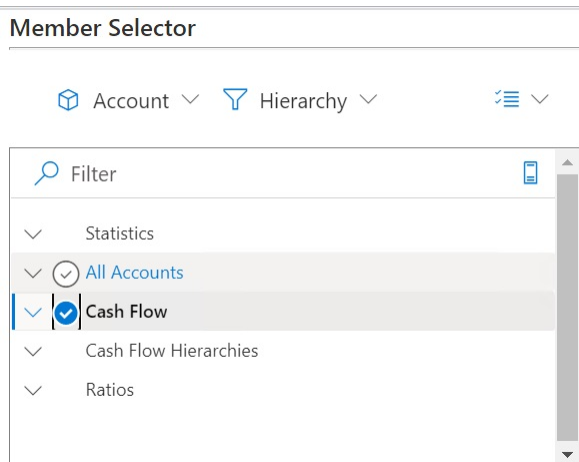 Member Selector
Account Hierarchy
Filter
Statistics
All Accounts
Cash Flow
Cash Flow Hierarchies
Ratios